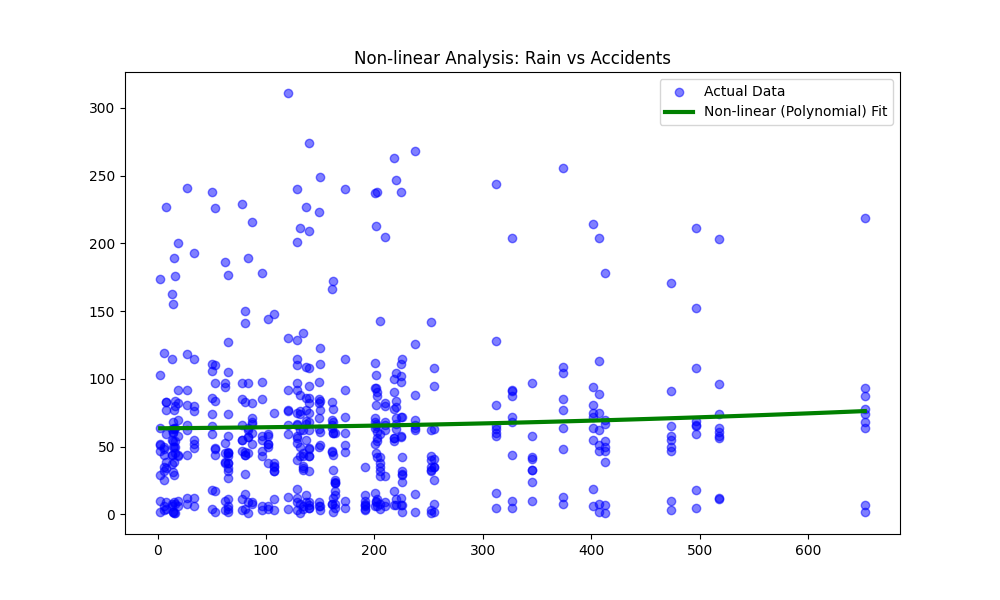 Non-linear Analysis: Rain vs Accidents
Actual Data
Non-linear (Polynomial) Fit
300
250
200
150
100
50
0
0 100 200 300 400 500 600